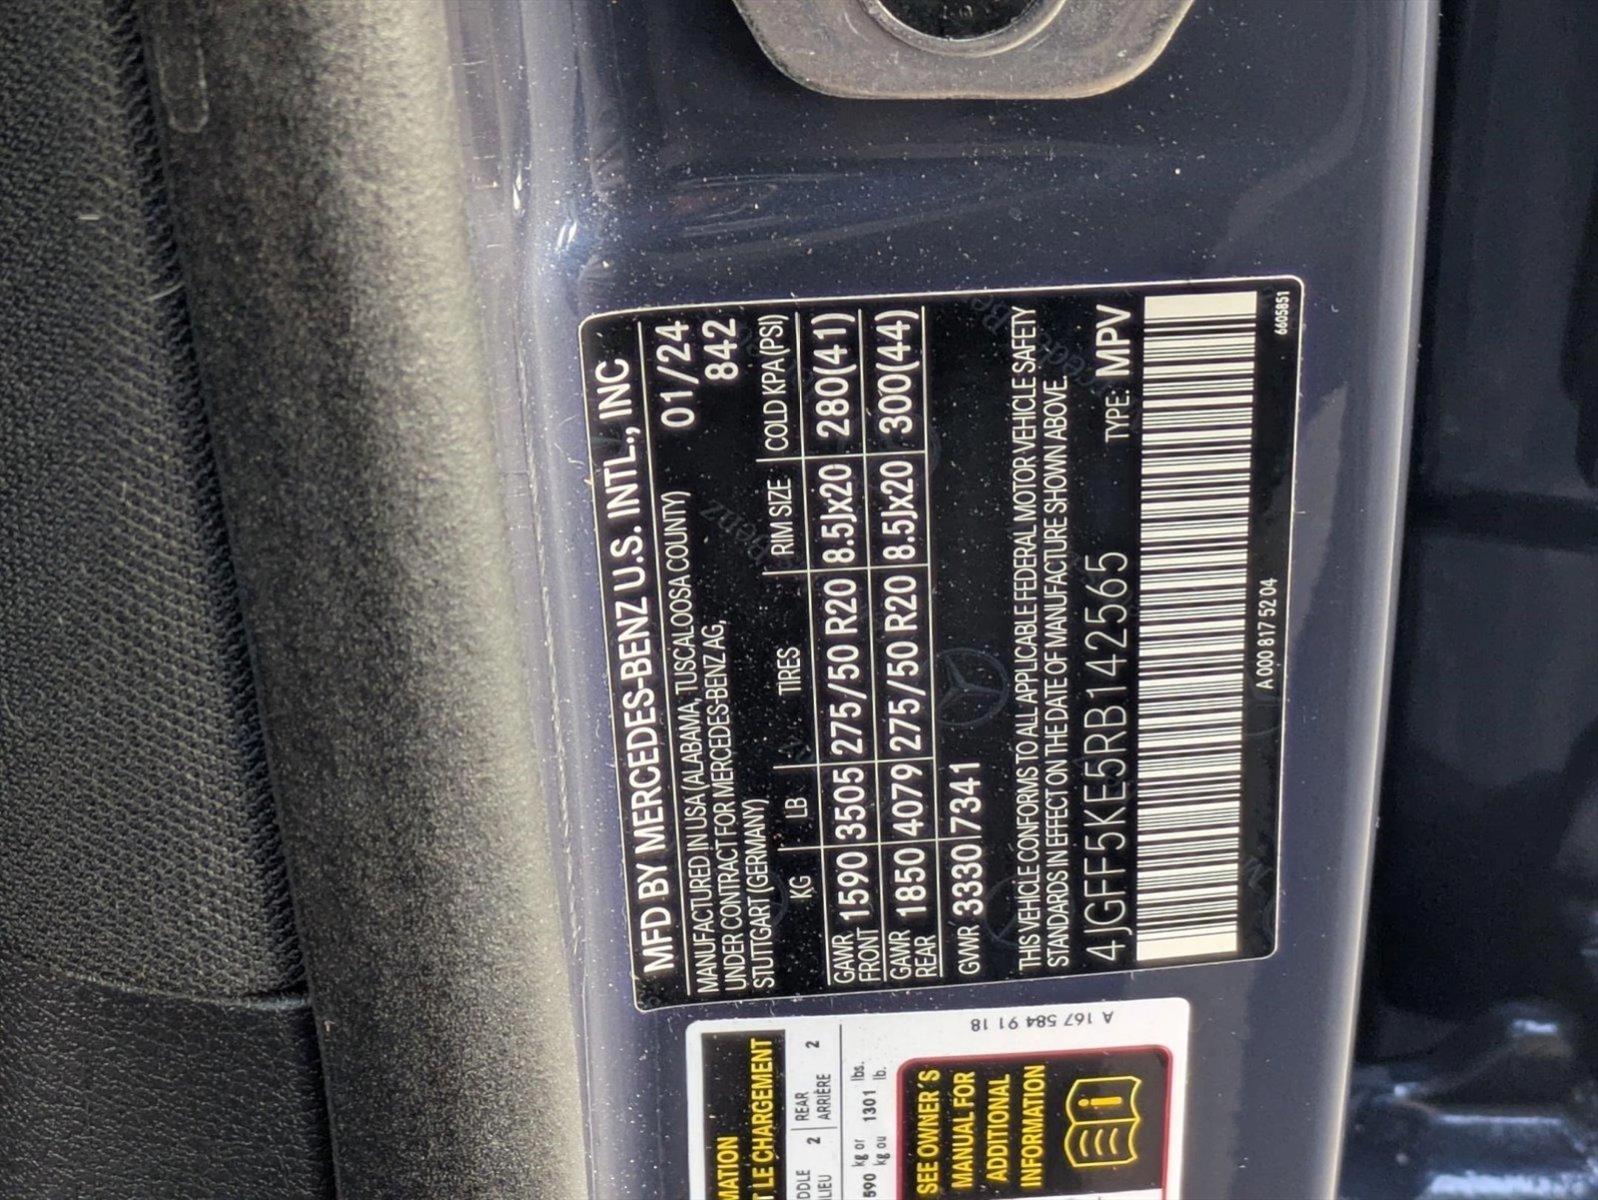 MFD BY MERCEDES-BENZ U.S. INTL., INC
MANUFACTURED IN USA (ALABAMA, TUSCALOOSA COUNTY) 01/24
UNDER CONTRACT FOR MERCEDES-BENZ AG, 842
STUTTGART (GERMANY)
KG LB TIRES RIM SIZE COLD KPA(PSI)
GAWR FRONT 1590 3505 275/50 R20 8.5Jx20 280(41)
GAWR REAR 1850 4079 275/50 R20 8.5Jx20 300(44)
GVWR 3330 7341
THIS VEHICLE CONFORMS TO ALL APPLICABLE FEDERAL MOTOR VEHICLE SAFETY
STANDARDS IN EFFECT ON THE DATE OF MANUFACTURE SHOWN ABOVE.
4JGFF5KE5RB142565 TYPE: MPV
A 000 817 52 04
6605851
A 167 584 91 18
LE CHARGEMENT
2 REAR 2
ARRIÈRE
kg or 1301 lbs.
kg ou lb.
SEE OWNER'S
MANUAL FOR
ADDITIONAL
INFORMATION